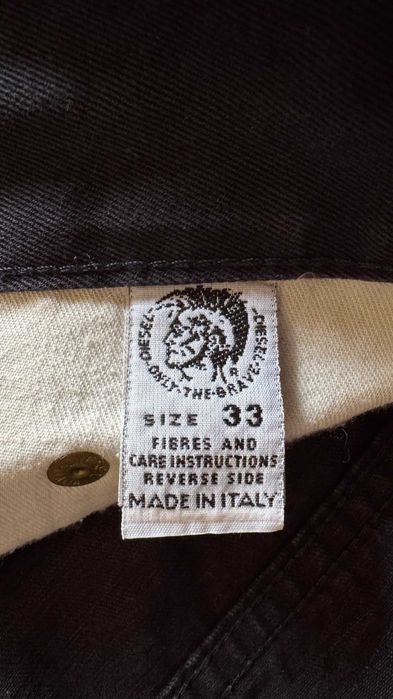 DIESEL DIESEL
ONLY-THE-BRAVE
R
SIZE 33
FIBRES AND
CARE INSTRUCTIONS
REVERSE SIDE
MADE IN ITALY